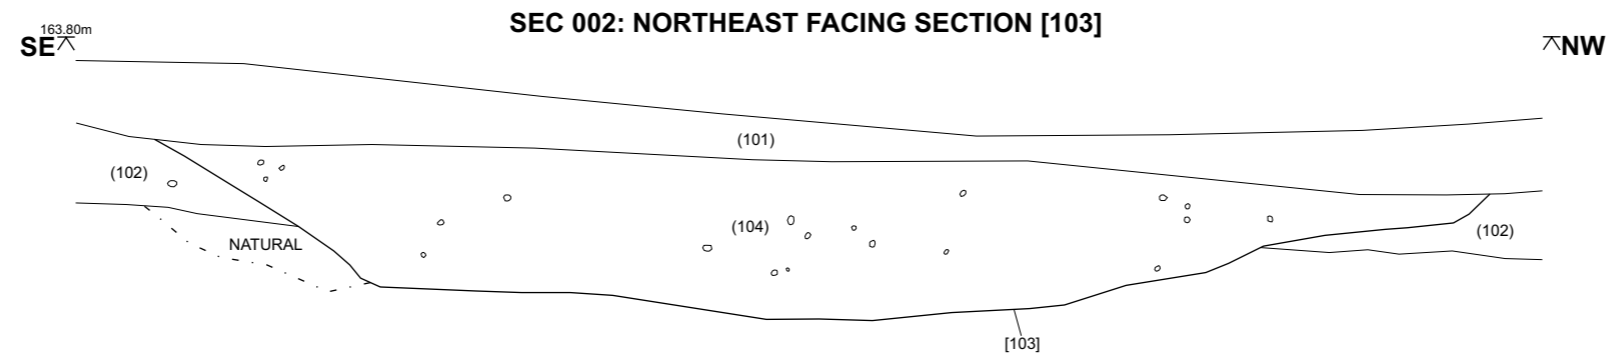 SEC 002: NORTHEAST FACING SECTION [103]
163.80m
SE
NW
(101)
(102)
(104)
NATURAL
(102)
[103]